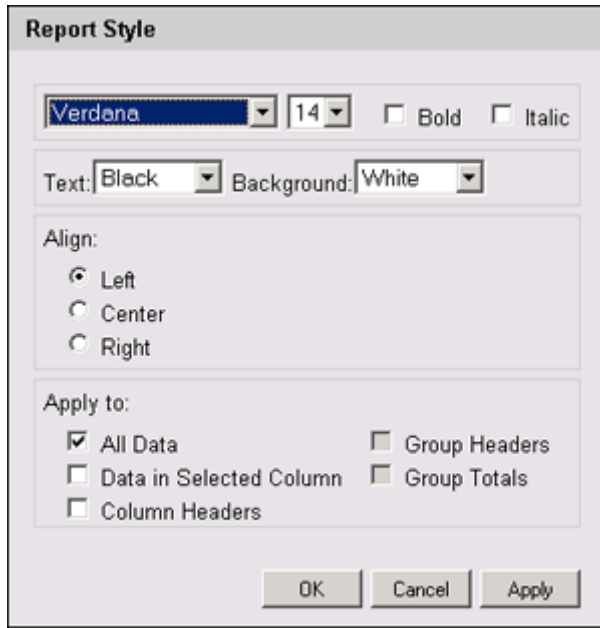 Report Style
Verdana 14 Bold Italic
Text: Black Background: White
Align:
Left
Center
Right
Apply to:
All Data Group Headers
Data in Selected Column Group Totals
Column Headers
OK Cancel Apply